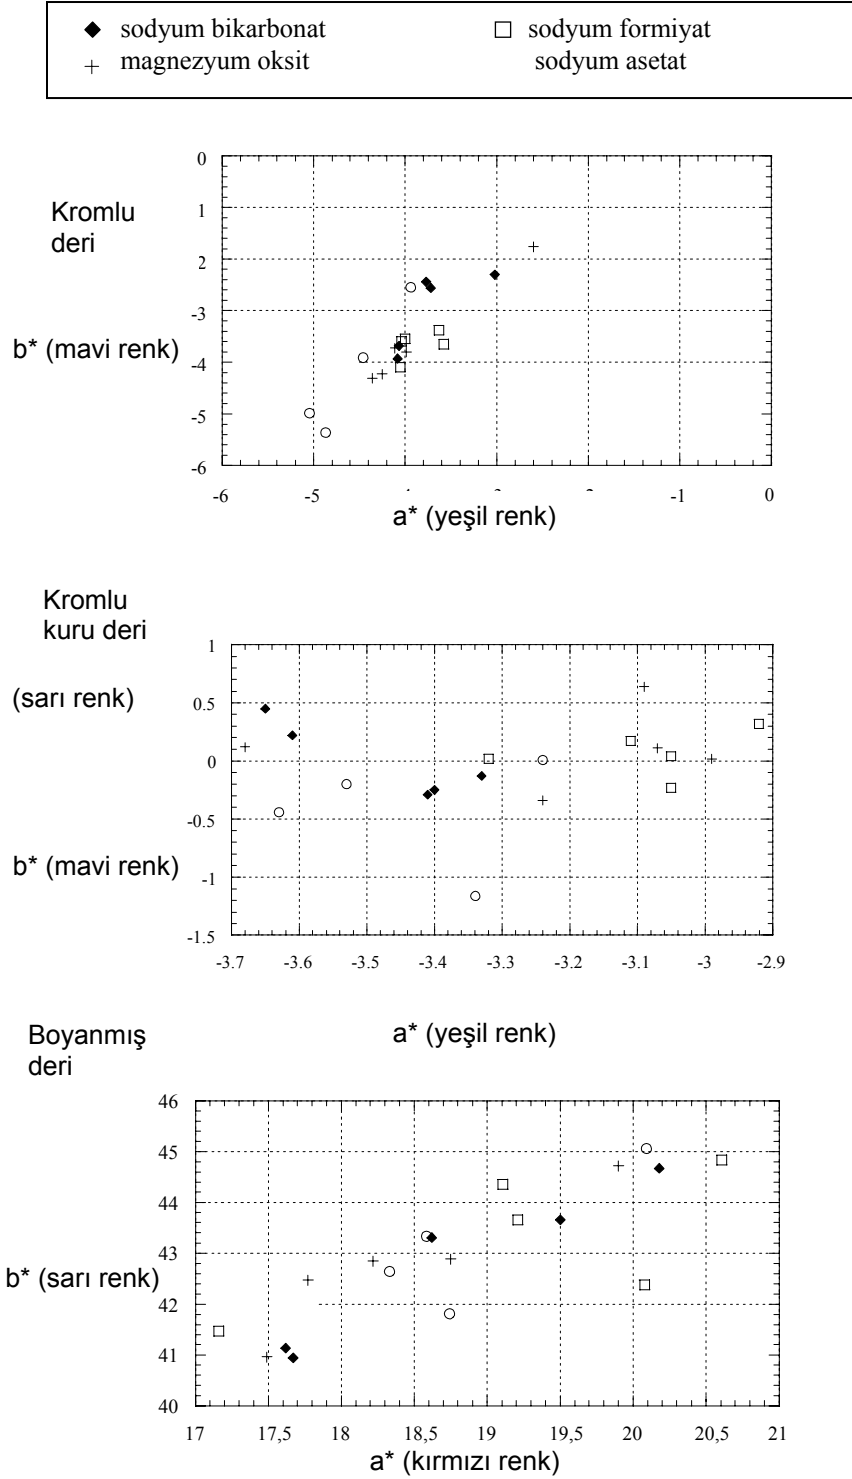 sodyum bikarbonat
sodyum formiyat
magnezyum oksit
sodyum asetat
Kromlu
deri
b* (mavi renk)
0
1
2
-3
-4
-5
-6
-6
-5
-4
-3
-2
-1
0
a* (yeşil renk)
Kromlu
kuru deri
(sarı renk)
b* (mavi renk)
1
0.5
0
-0.5
-1
-1.5
-3.7
-3.6
-3.5
-3.4
-3.3
-3.2
-3.1
-3
-2.9
a* (yeşil renk)
Boyanmış
deri
b* (sarı renk)
46
45
44
43
42
41
40
17
17,5
18
18,5
19
19,5
20
20,5
21
a* (kırmızı renk)